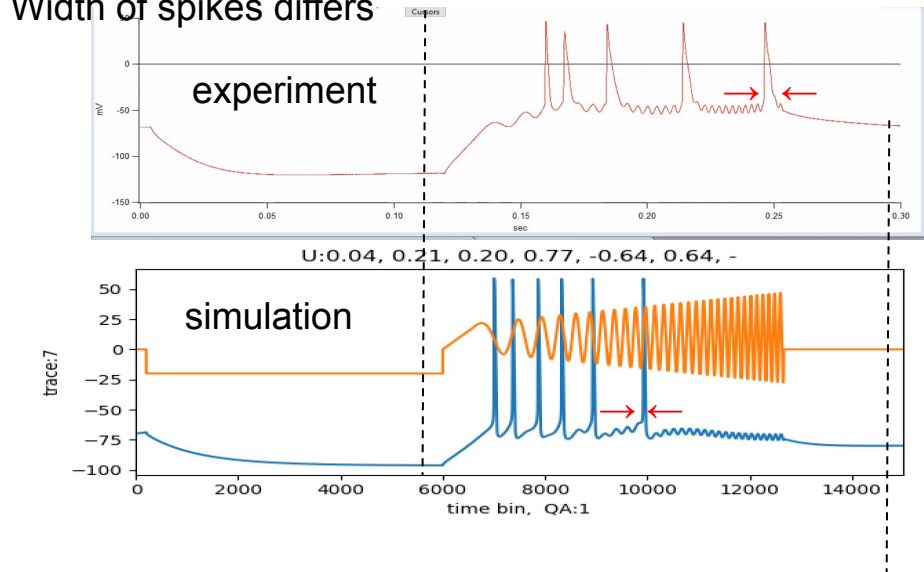 Width of spikes differs
Cursors
experiment
0
-50
-100
-150
mV
0.00 0.05 0.10 0.15 0.20 0.25 0.30
sec
U:0.04, 0.21, 0.20, 0.77, -0.64, 0.64, -
simulation
50
25
0
−25
−50
−75
−100
trace:7
0 2000 4000 6000 8000 10000 12000 14000
time bin, QA:1